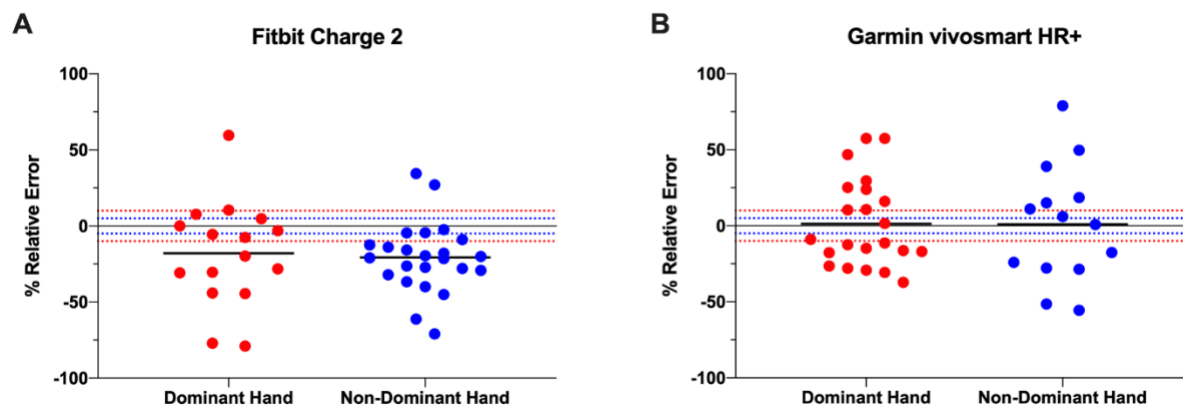 A
Fitbit Charge 2
% Relative Error
100
50
0
-50
-100
Dominant Hand
Non-Dominant Hand
B
Garmin vivosmart HR+
% Relative Error
100
50
0
-50
-100
Dominant Hand
Non-Dominant Hand